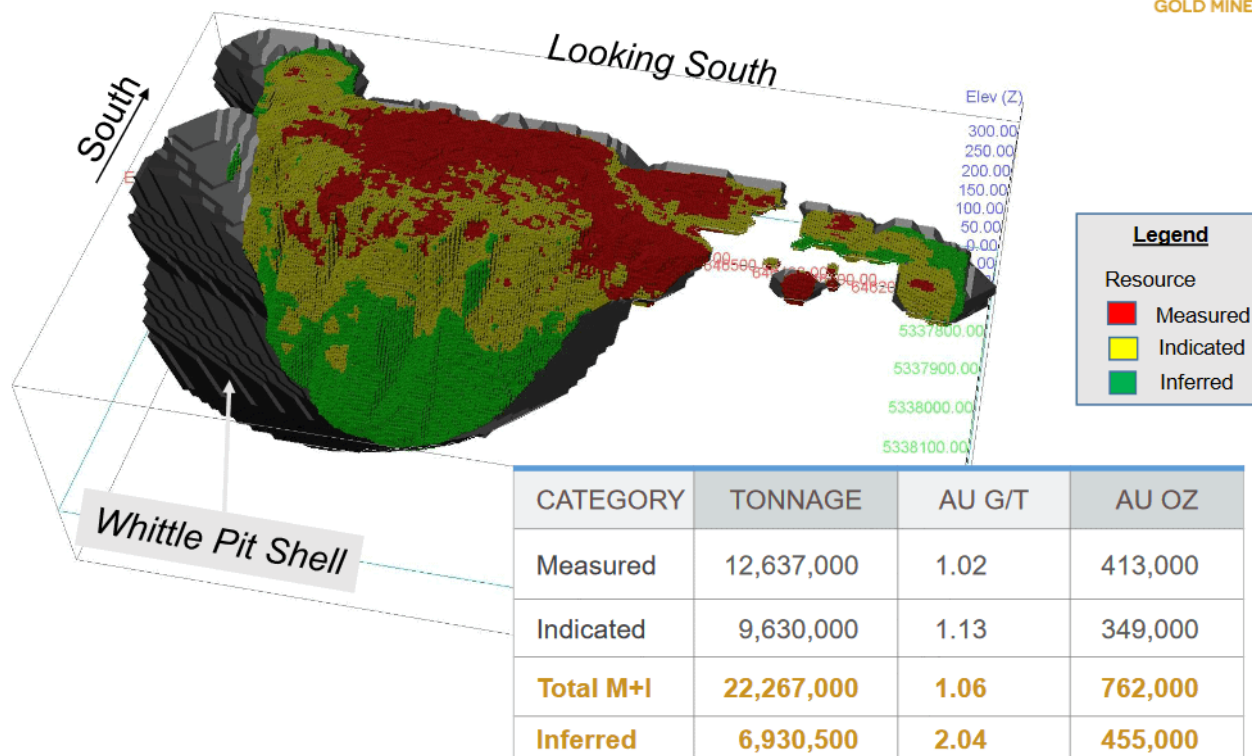 GOLD MINE
Looking South
South
Elev (Z)
300.00
250.00
200.00
150.00
100.00
50.00
0.00
5337800.00
5337900.00
5338000.00
5338100.00
Legend
Resource
Measured
Indicated
Inferred
Whittle Pit Shell
CATEGORY TONNAGE AU G/T AU OZ
Measured 12,637,000 1.02 413,000
Indicated 9,630,000 1.13 349,000
Total M+I 22,267,000 1.06 762,000
Inferred 6,930,500 2.04 455,000